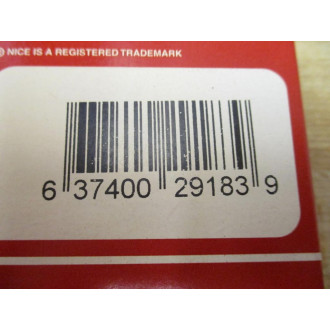 ® NICE IS A REGISTERED TRADEMARK
6 37400 29183 9